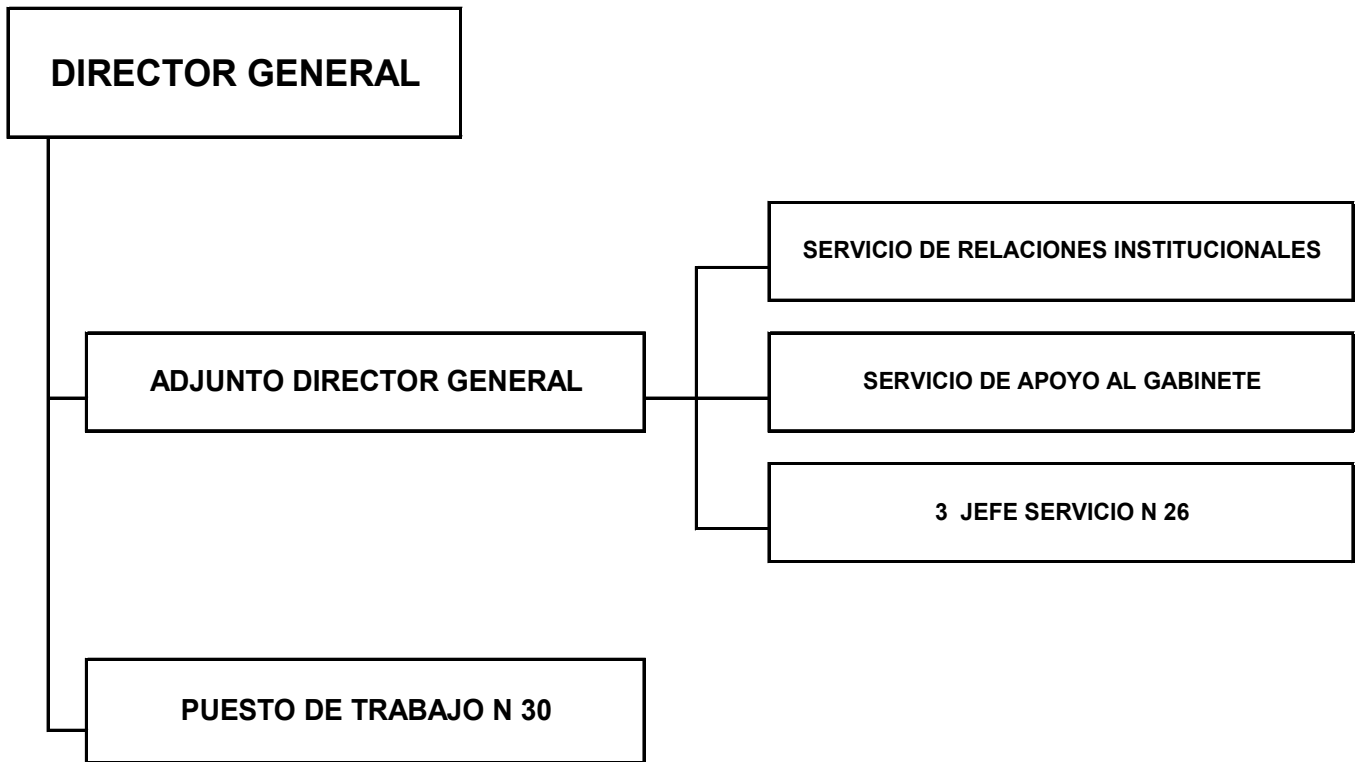 DIRECTOR GENERAL
SERVICIO DE RELACIONES INSTITUCIONALES
ADJUNTO DIRECTOR GENERAL
SERVICIO DE APOYO AL GABINETE
3 JEFE SERVICIO N 26
PUESTO DE TRABAJO N 30